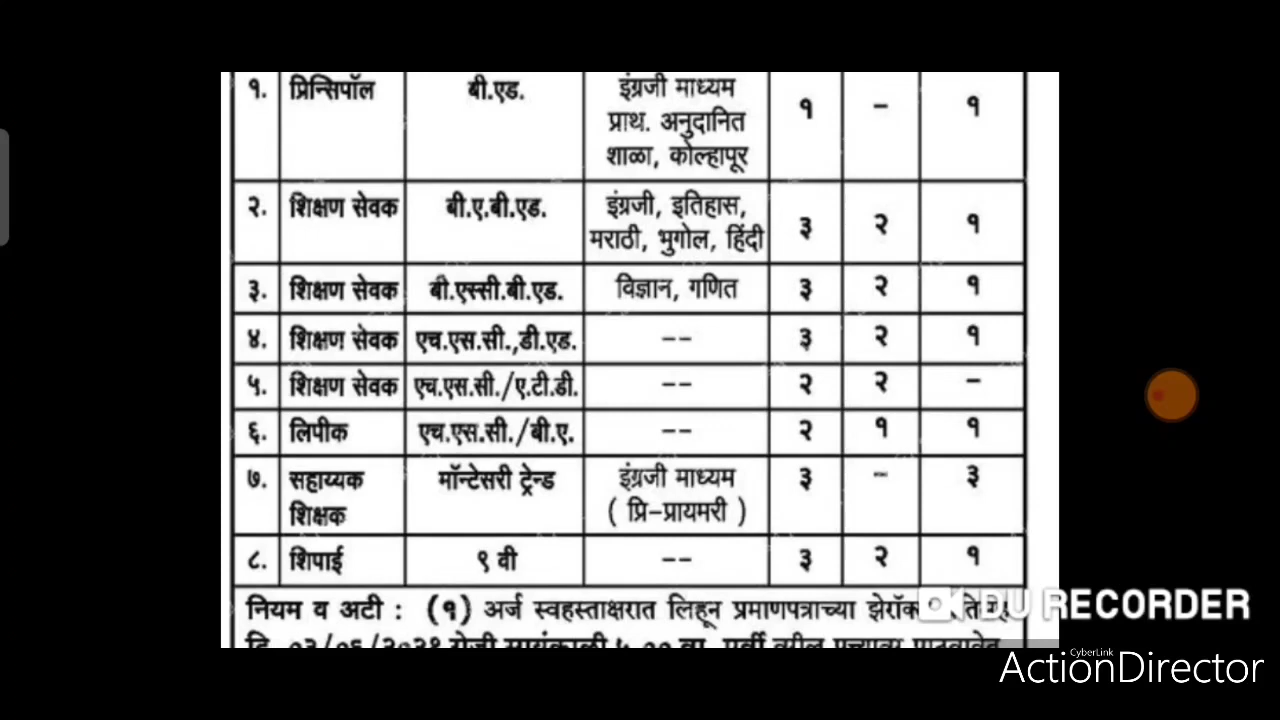 १. प्रिन्सिपॉल बी.एड. इंग्रजी माध्यम १ – १
प्राथ. अनुदानित
शाळा, कोल्हापूर
२. शिक्षण सेवक बी.ए.बी.एड. इंग्रजी, इतिहास, ३ २ १
मराठी, भुगोल, हिंदी
३. शिक्षण सेवक बी.एस्सी.बी.एड. विज्ञान, गणित ३ २ १
४. शिक्षण सेवक एच.एस.सी.,डी.एड. -- ३ २ १
५. शिक्षण सेवक एच.एस.सी./ए.टी.डी. -- २ २ –
६. लिपीक एच.एस.सी./बी.ए. -- २ १ १
७. सहाय्यक मॉन्टेसरी ट्रेन्ड इंग्रजी माध्यम ३ – ३
शिक्षक ( प्रि-प्रायमरी )
८. शिपाई ९ वी -- ३ २ १
नियम व अटी : (१) अर्ज स्वहस्ताक्षरात लिहून प्रमाणपत्राच्या
रोजी सायंकाळी ५.०० वा.
DU RECORDER
CyberLink
ActionDirector